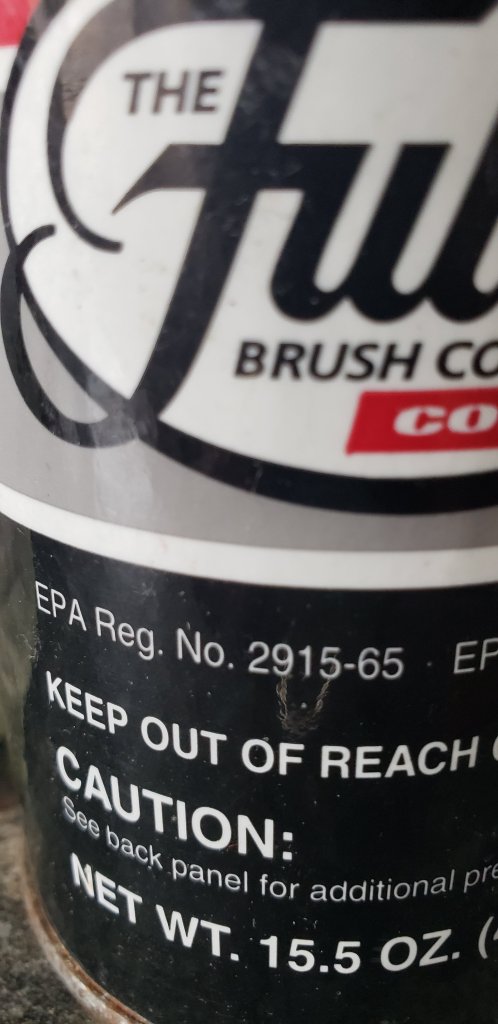 THE
Ful
BRUSH CO
CO
EPA Reg. No. 2915-65 · EP
KEEP OUT OF REACH
CAUTION:
See back panel for additional pre
NET WT. 15.5 OZ. (